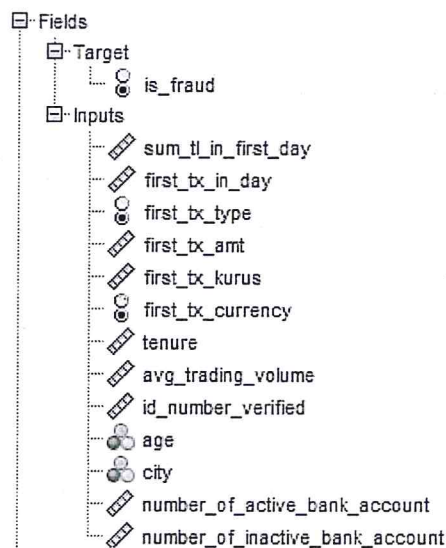 Fields
Target
is_fraud
Inputs
sum_tl_in_first_day
first_tx_in_day
first_tx_type
first_tx_amt
first_tx_kurus
first_tx_currency
tenure
avg_trading_volume
id_number_verified
age
city
number_of_active_bank_account
number_of_inactive_bank_account